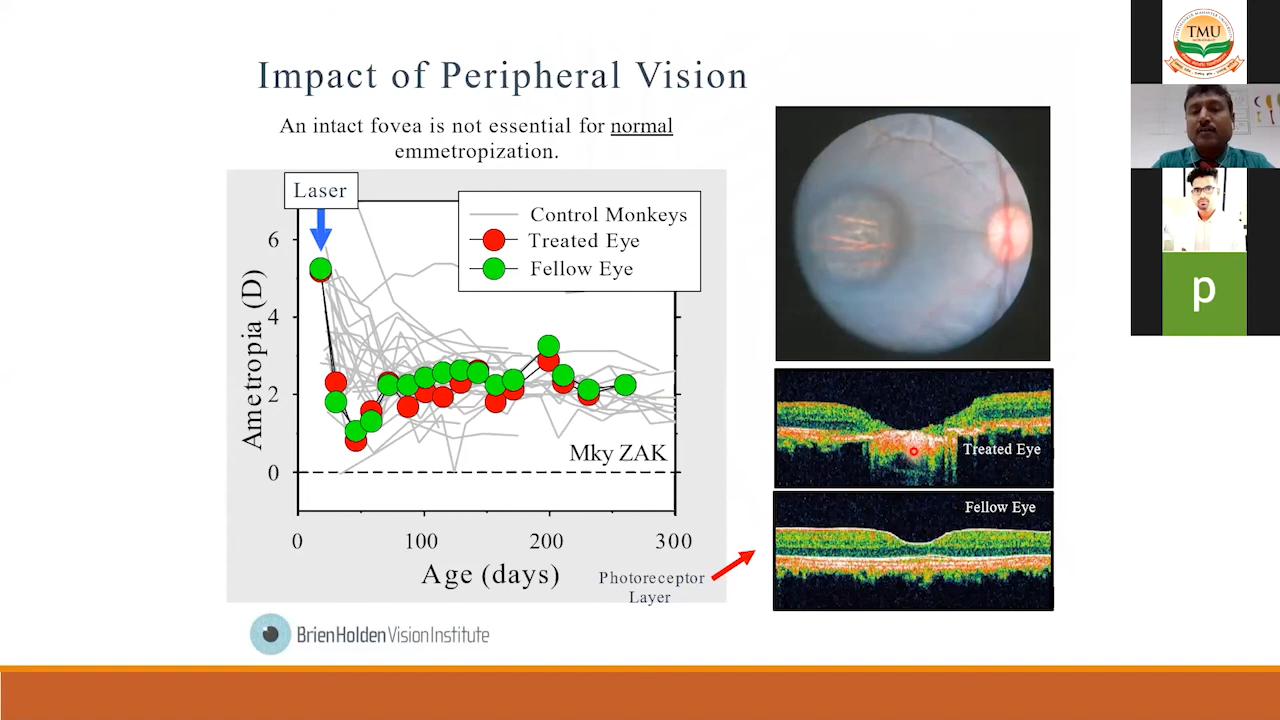 Impact of Peripheral Vision
An intact fovea is not essential for normal
emmetropization.
Laser
Control Monkeys
Treated Eye
Fellow Eye
Ametropia (D)
6
4
2
0
Mky ZAK
0 100 200 300
Age (days)
Photoreceptor
Layer
Treated Eye
Fellow Eye
BrienHoldenVisionInstitute
TMU
p